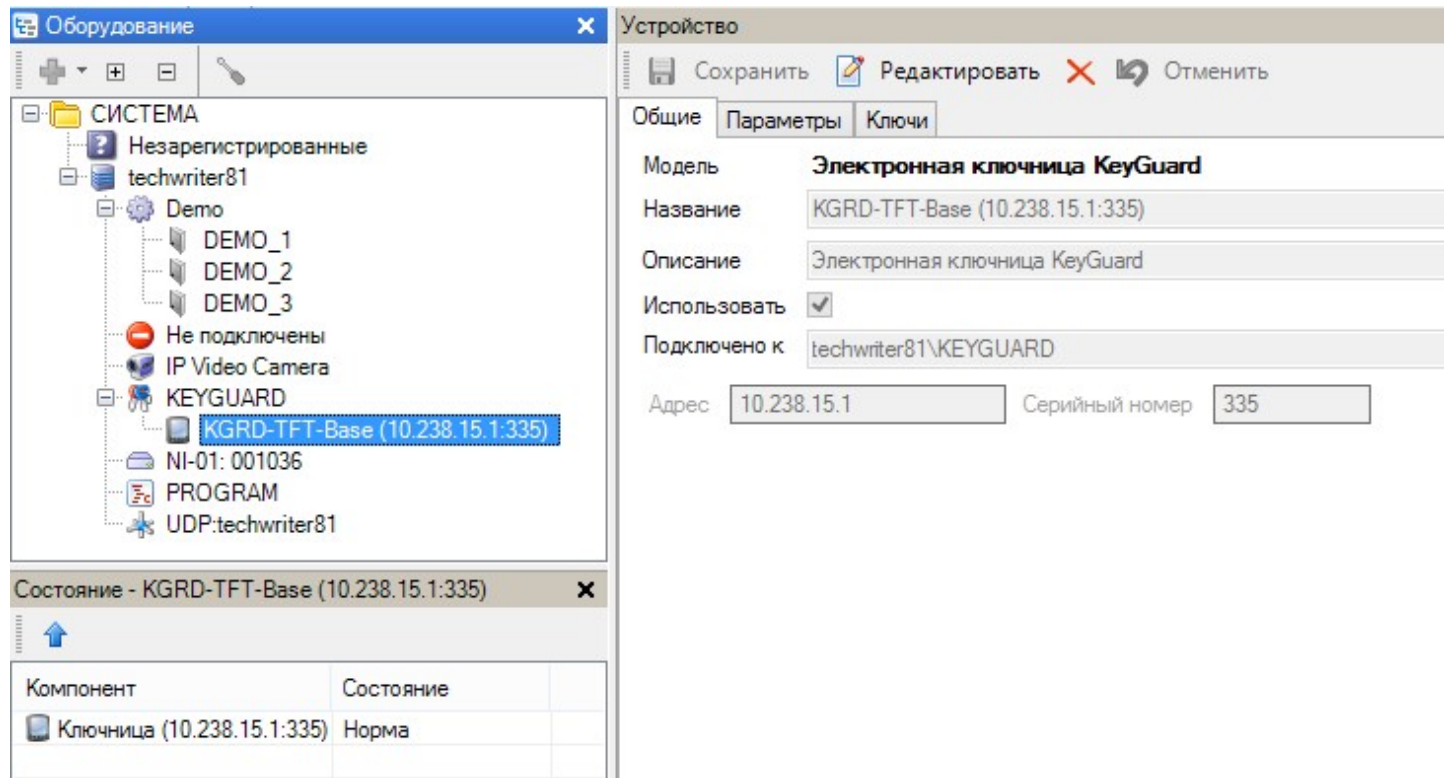 Оборудование
СИСТЕМА
Незарегистрированные
techwriter81
Demo
DEMO_1
DEMO_2
DEMO_3
Не подключены
IP Video Camera
KEYGUARD
KGRD-TFT-Base (10.238.15.1:335)
NI-01: 001036
PROGRAM
UDP:techwriter81
Состояние - KGRD-TFT-Base (10.238.15.1:335)
Компонент Состояние
Ключница (10.238.15.1:335) Норма
Устройство
Сохранить Редактировать Отменить
Общие Параметры Ключи
Модель Электронная ключница KeyGuard
Название KGRD-TFT-Base (10.238.15.1:335)
Описание Электронная ключница KeyGuard
Использовать
Подключено к techwriter81\KEYGUARD
Адрес 10.238.15.1 Серийный номер 335